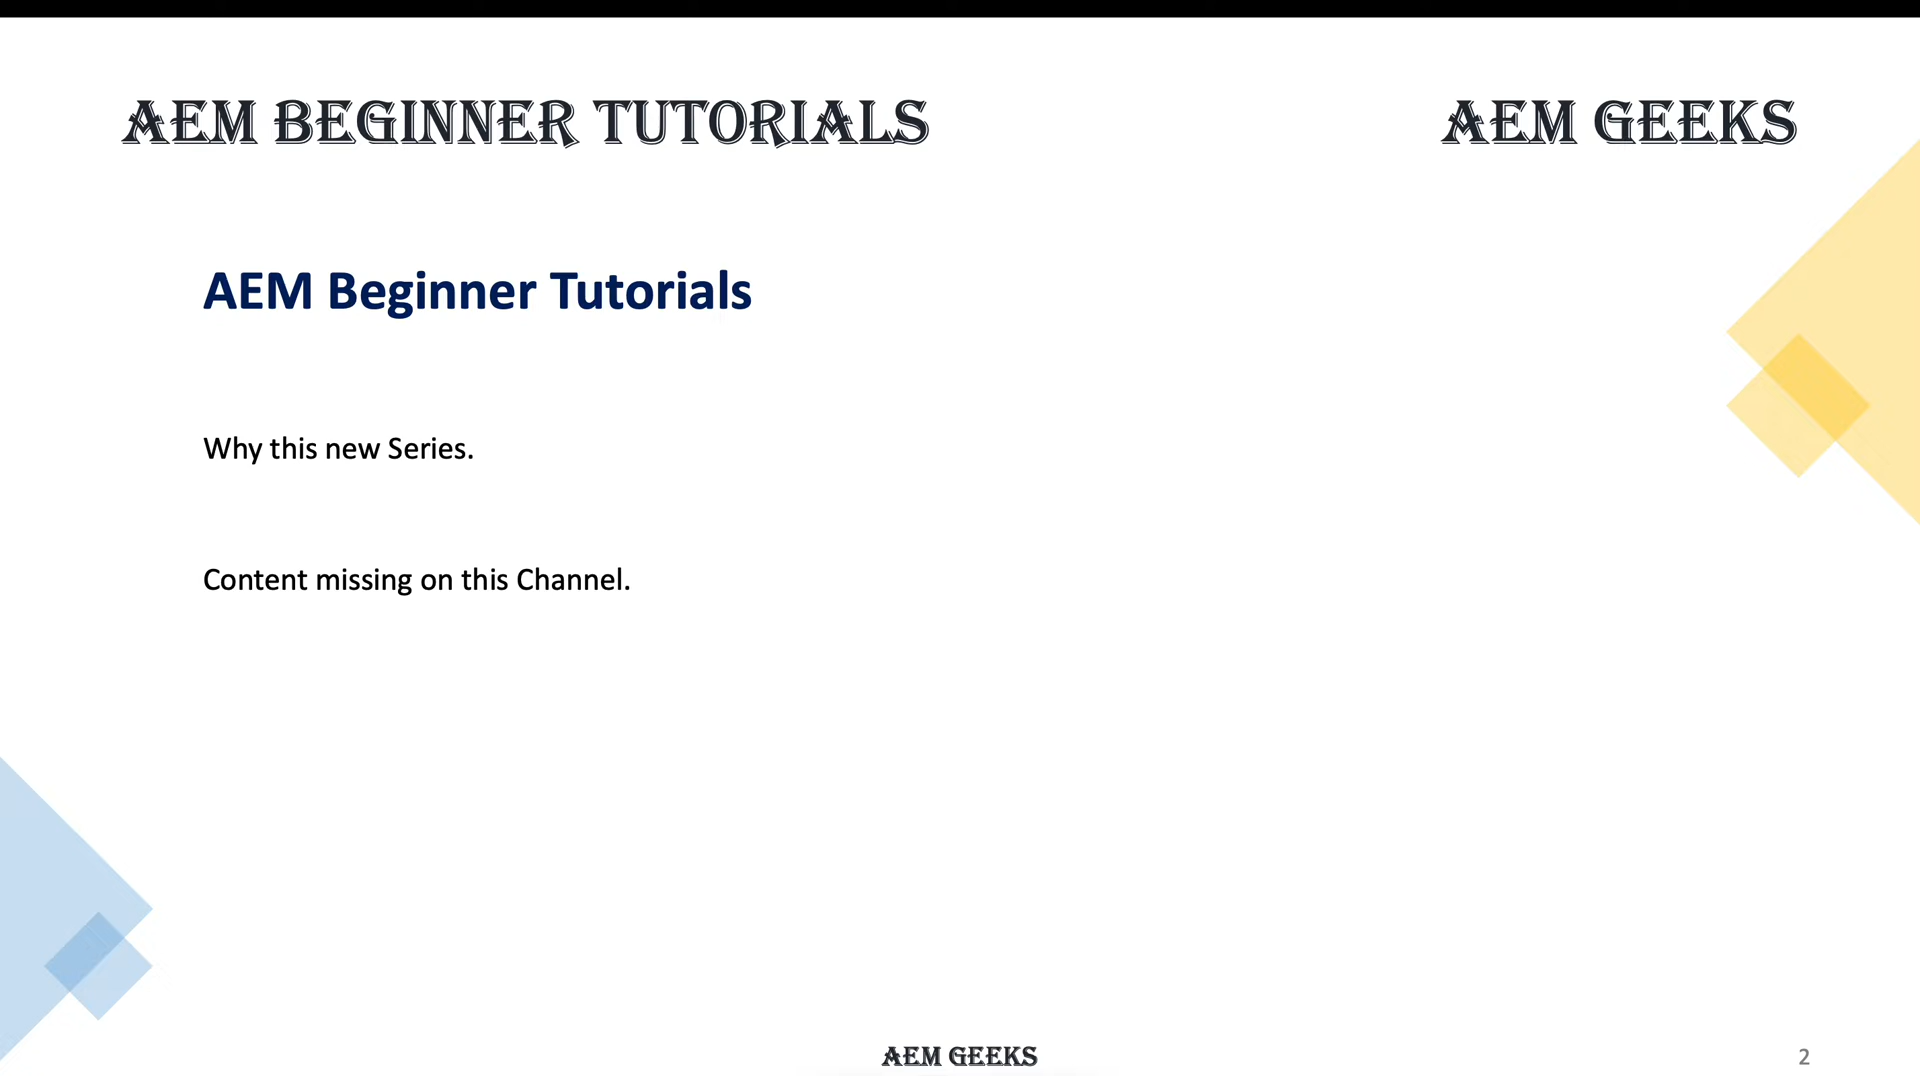 AEM BEGINNER TUTORIALS
AEM GEEKS
AEM Beginner Tutorials
Why this new Series.
Content missing on this Channel.
AEM GEEKS
2